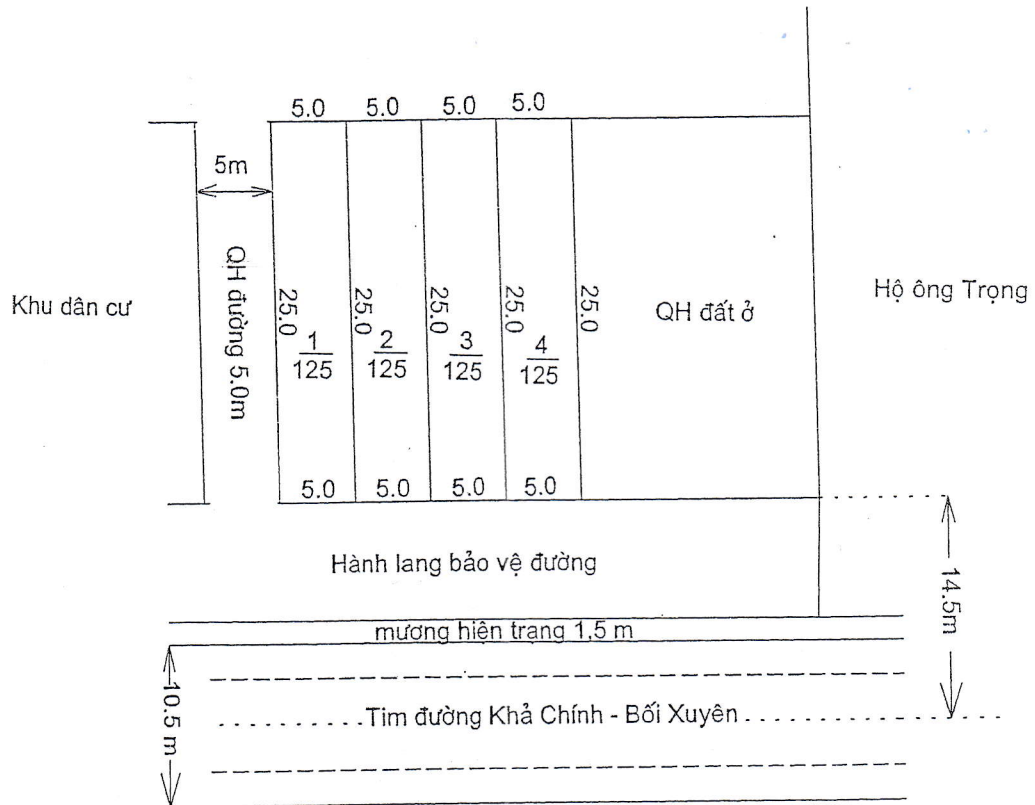 5.0 5.0 5.0 5.0
5m
QH đường 5.0m
Khu dân cư
25.0 25.0 25.0 25.0 25.0
1
125
2
125
3
125
4
125
QH đất ở
Hộ ông Trọng
5.0 5.0 5.0 5.0
Hành lang bảo vệ đường
14.5m
mương hiện trang 1.5 m
10.5 m
Tim đường Khả Chính - Bối Xuyên